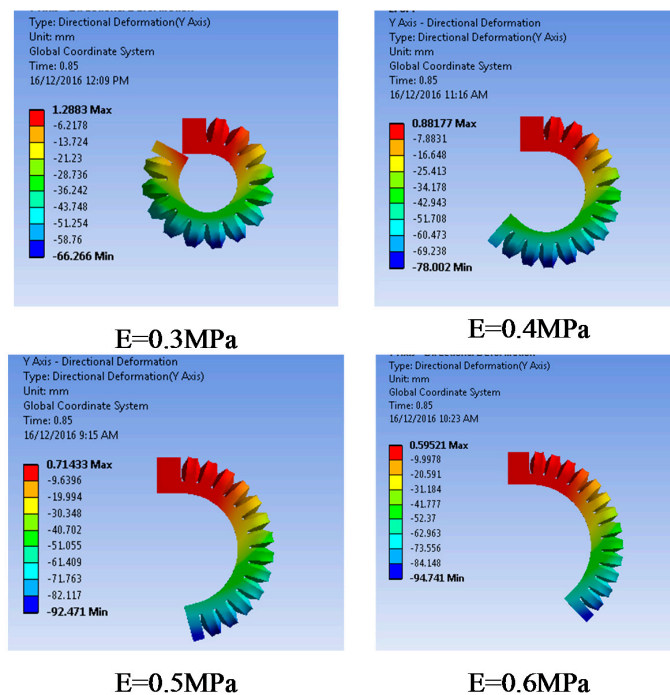 Type: Directional Deformation(Y Axis)
Unit: mm
Global Coordinate System
Time: 0.85
16/12/2016 12:09 PM
1.2883 Max
-6.2178
-13.724
-21.23
-28.736
-36.242
-43.748
-51.254
-58.76
-66.266 Min
E=0.3MPa
Y Axis - Directional Deformation
Type: Directional Deformation(Y Axis)
Unit: mm
Global Coordinate System
Time: 0.85
16/12/2016 11:16 AM
0.88177 Max
-7.8831
-16.648
-25.413
-34.178
-42.943
-51.708
-60.473
-69.238
-78.002 Min
E=0.4MPa
Y Axis - Directional Deformation
Type: Directional Deformation(Y Axis)
Unit: mm
Global Coordinate System
Time: 0.85
16/12/2016 9:15 AM
0.71433 Max
-9.6396
-19.994
-30.348
-40.702
-51.055
-61.409
-71.763
-82.117
-92.471 Min
E=0.5MPa
Type: Directional Deformation(Y Axis)
Unit: mm
Global Coordinate System
Time: 0.85
16/12/2016 10:23 AM
0.59521 Max
-9.9978
-20.591
-31.184
-41.777
-52.37
-62.963
-73.556
-84.148
-94.741 Min
E=0.6MPa